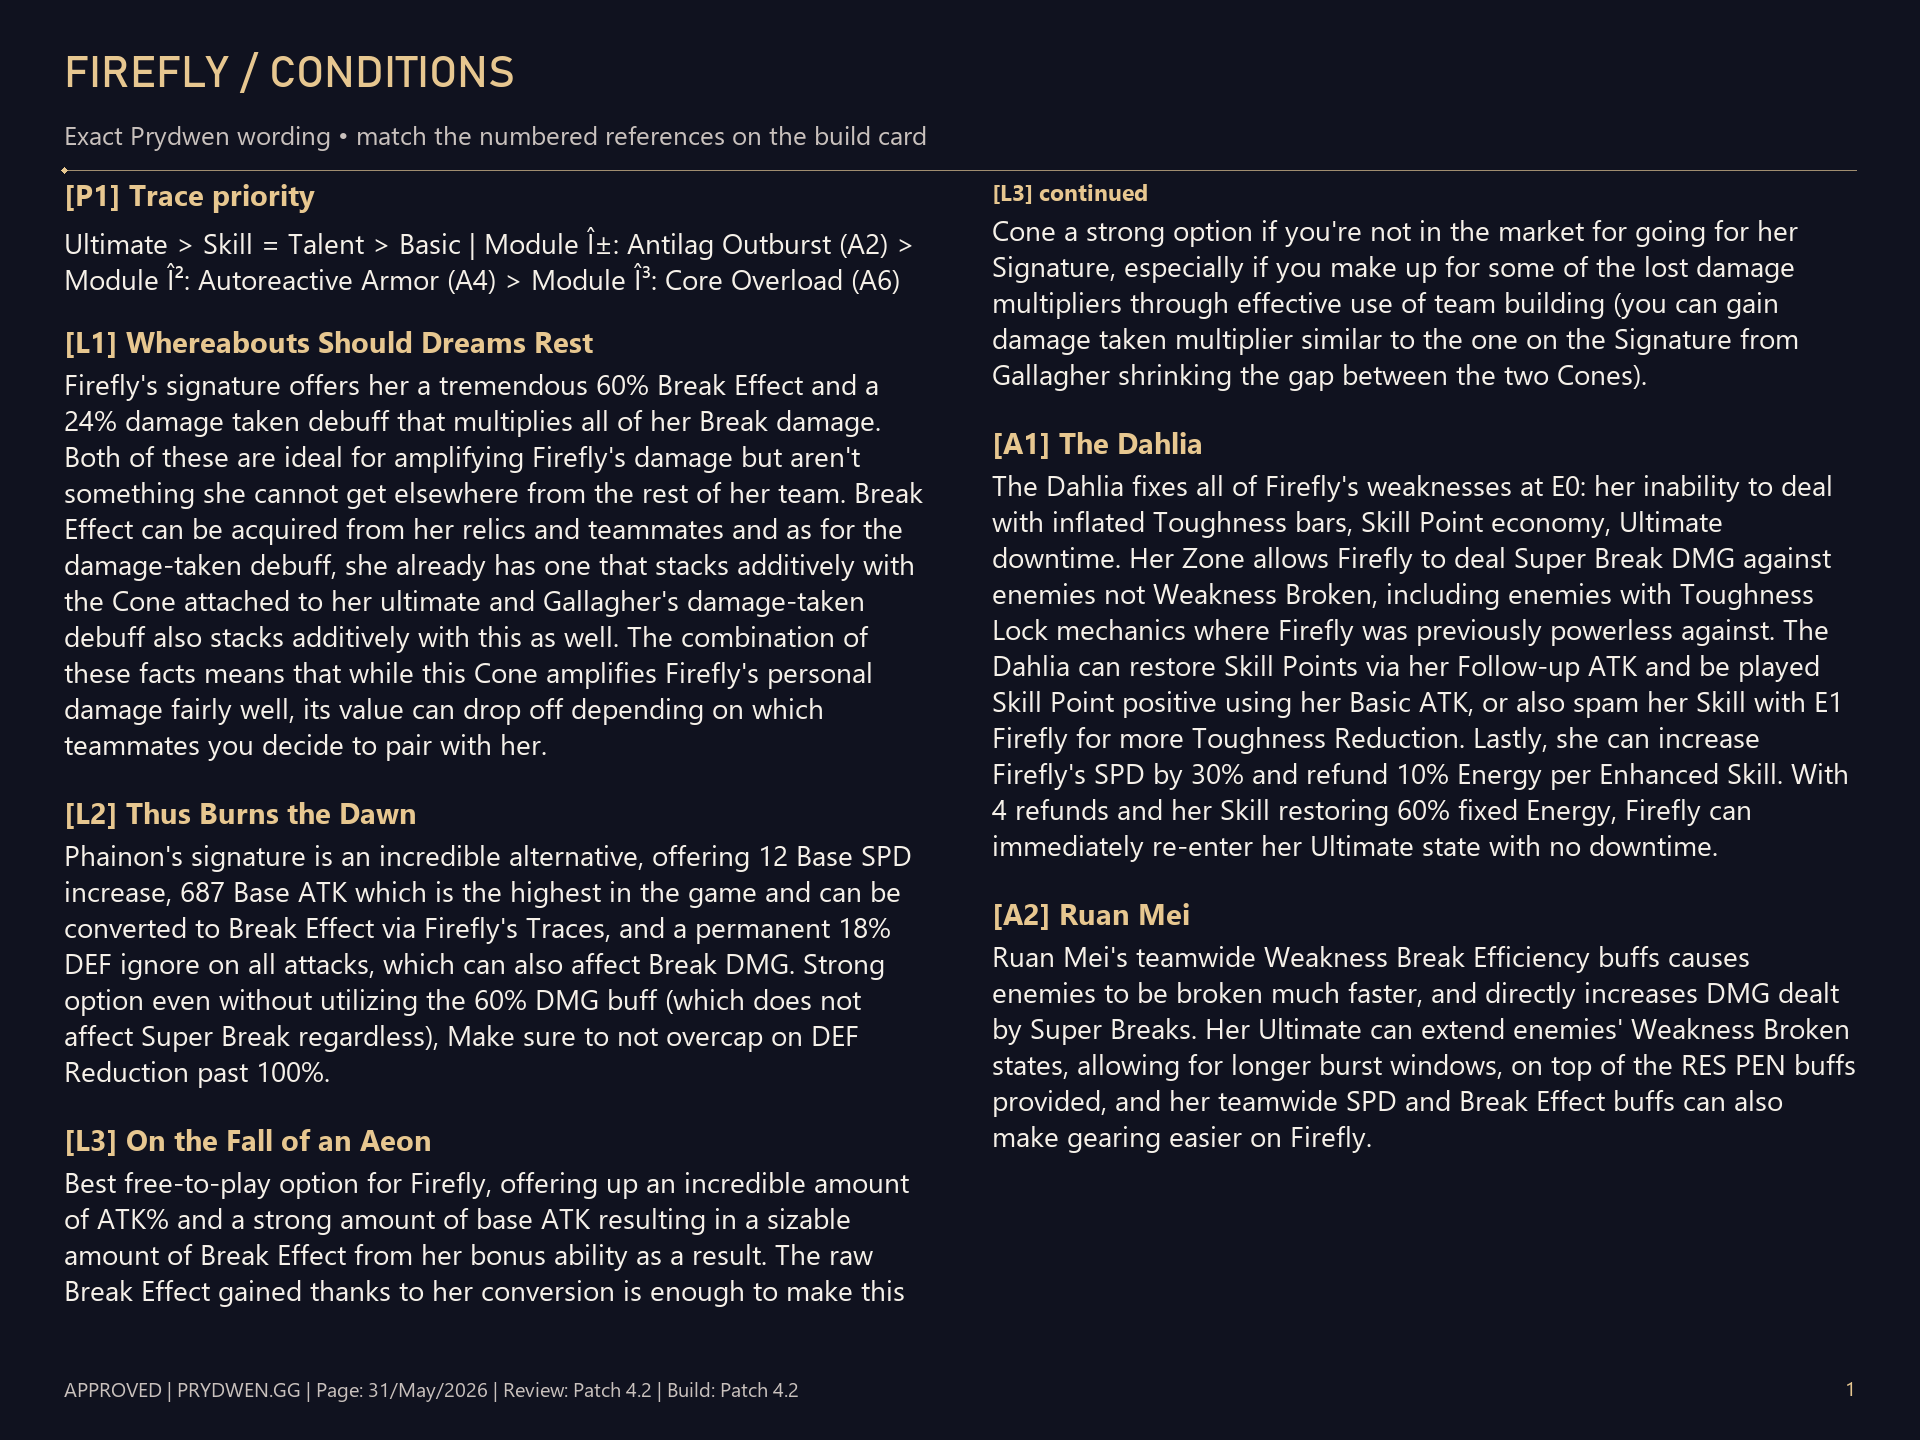 FIREFLY / CONDITIONS
Exact Prydwen wording • match the numbered references on the build card
[P1] Trace priority
Ultimate > Skill = Talent > Basic | Module Î±: Antilag Outburst (A2) >
Module Î²: Autoreactive Armor (A4) > Module Î³: Core Overload (A6)
[L1] Whereabouts Should Dreams Rest
Firefly's signature offers her a tremendous 60% Break Effect and a
24% damage taken debuff that multiplies all of her Break damage.
Both of these are ideal for amplifying Firefly's damage but aren't
something she cannot get elsewhere from the rest of her team. Break
Effect can be acquired from her relics and teammates and as for the
damage-taken debuff, she already has one that stacks additively with
the Cone attached to her ultimate and Gallagher's damage-taken
debuff also stacks additively with this as well. The combination of
these facts means that while this Cone amplifies Firefly's personal
damage fairly well, its value can drop off depending on which
teammates you decide to pair with her.
[L2] Thus Burns the Dawn
Phainon's signature is an incredible alternative, offering 12 Base SPD
increase, 687 Base ATK which is the highest in the game and can be
converted to Break Effect via Firefly's Traces, and a permanent 18%
DEF ignore on all attacks, which can also affect Break DMG. Strong
option even without utilizing the 60% DMG buff (which does not
affect Super Break regardless), Make sure to not overcap on DEF
Reduction past 100%.
[L3] On the Fall of an Aeon
Best free-to-play option for Firefly, offering up an incredible amount
of ATK% and a strong amount of base ATK resulting in a sizable
amount of Break Effect from her bonus ability as a result. The raw
Break Effect gained thanks to her conversion is enough to make this
[L3] continued
Cone a strong option if you're not in the market for going for her
Signature, especially if you make up for some of the lost damage
multipliers through effective use of team building (you can gain
damage taken multiplier similar to the one on the Signature from
Gallagher shrinking the gap between the two Cones).
[A1] The Dahlia
The Dahlia fixes all of Firefly's weaknesses at E0: her inability to deal
with inflated Toughness bars, Skill Point economy, Ultimate
downtime. Her Zone allows Firefly to deal Super Break DMG against
enemies not Weakness Broken, including enemies with Toughness
Lock mechanics where Firefly was previously powerless against. The
Dahlia can restore Skill Points via her Follow-up ATK and be played
Skill Point positive using her Basic ATK, or also spam her Skill with E1
Firefly for more Toughness Reduction. Lastly, she can increase
Firefly's SPD by 30% and refund 10% Energy per Enhanced Skill. With
4 refunds and her Skill restoring 60% fixed Energy, Firefly can
immediately re-enter her Ultimate state with no downtime.
[A2] Ruan Mei
Ruan Mei's teamwide Weakness Break Efficiency buffs causes
enemies to be broken much faster, and directly increases DMG dealt
by Super Breaks. Her Ultimate can extend enemies' Weakness Broken
states, allowing for longer burst windows, on top of the RES PEN buffs
provided, and her teamwide SPD and Break Effect buffs can also
make gearing easier on Firefly.
APPROVED | PRYDWEN.GG | Page: 31/May/2026 | Review: Patch 4.2 | Build: Patch 4.2
1